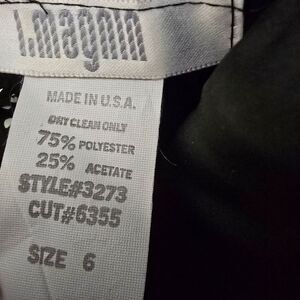 I.magnin
MADE IN U.S.A.
DRY CLEAN ONLY
75% POLYESTER
25% ACETATE
STYLE#3273
CUT#6355
SIZE 6